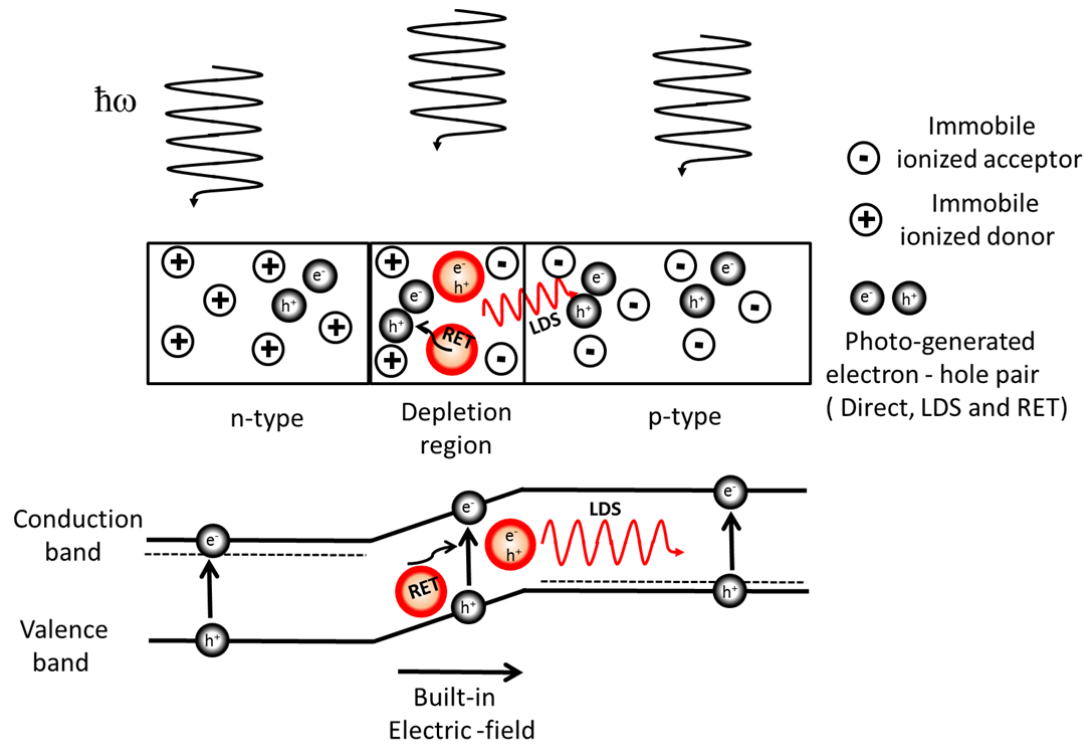 ħω
Immobile
ionized acceptor
-
Immobile
ionized donor
+
+ + + + + + e⁻ h⁺
+ + e⁻ h⁺ e⁻ h⁺ - -
RET
LDS
- - - - - - e⁻ h⁺ e⁻ h⁺
e⁻ h⁺
Photo-generated
electron - hole pair
( Direct, LDS and RET)
n-type
Depletion
region
p-type
Conduction
band
Valence
band
e⁻
h⁺
RET
e⁻
h⁺
e⁻
h⁺
LDS
e⁻
h⁺
Built-in
Electric -field